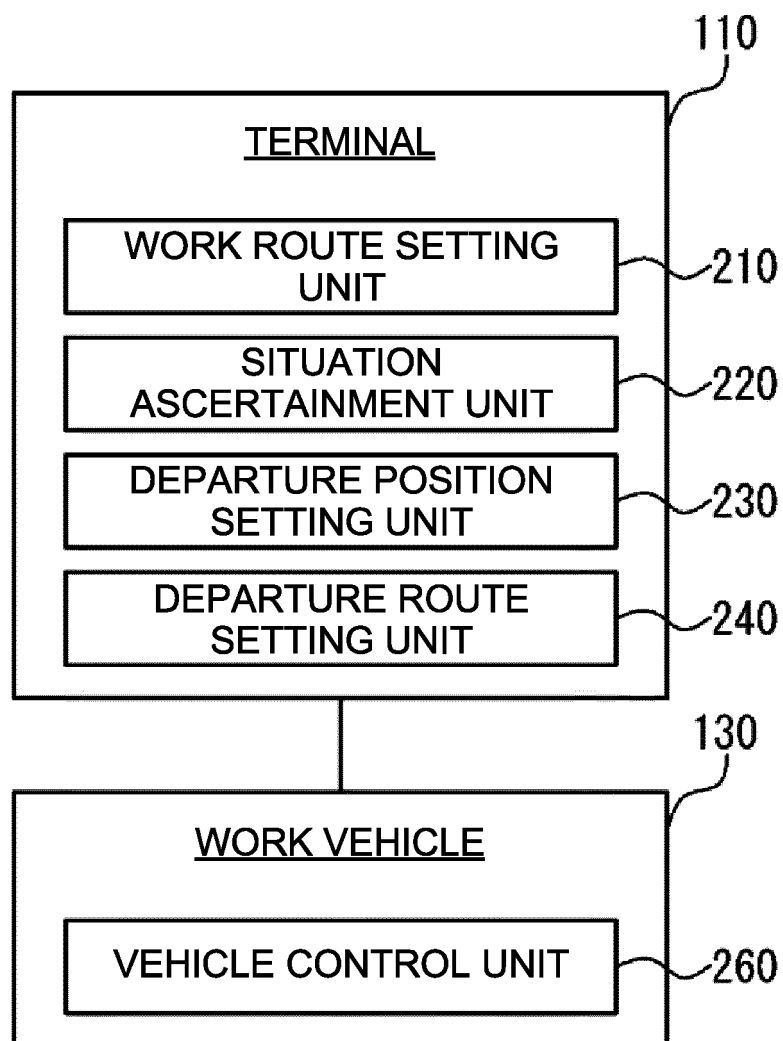 110
TERMINAL
WORK ROUTE SETTING
UNIT
210
SITUATION
ASCERTAINMENT UNIT
220
DEPARTURE POSITION
SETTING UNIT
230
DEPARTURE ROUTE
SETTING UNIT
240
130
WORK VEHICLE
VEHICLE CONTROL UNIT
260